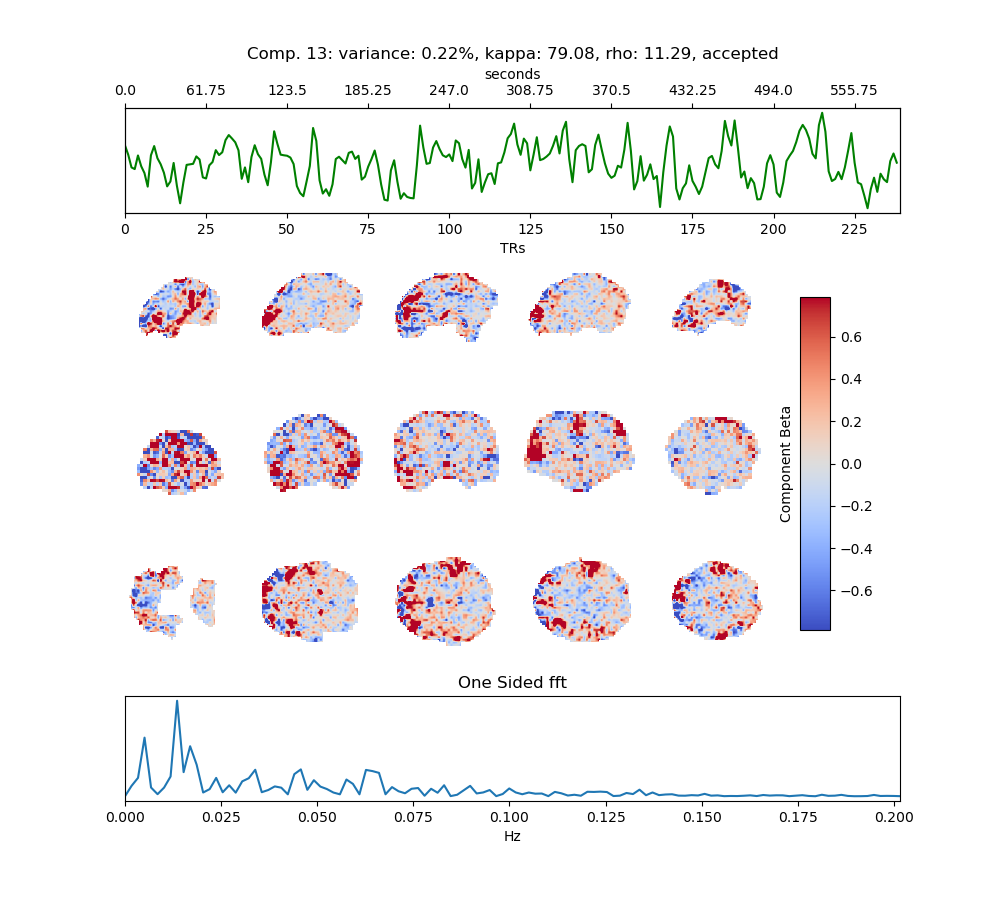 Comp. 13: variance: 0.22%, kappa: 79.08, rho: 11.29, accepted
seconds
0.0 61.75 123.5 185.25 247.0 308.75 370.5 432.25 494.0 555.75
0 25 50 75 100 125 150 175 200 225
TRs
0.6
0.4
0.2
0.0
−0.2
−0.4
−0.6
Component Beta
One Sided fft
0.000 0.025 0.050 0.075 0.100 0.125 0.150 0.175 0.200
Hz